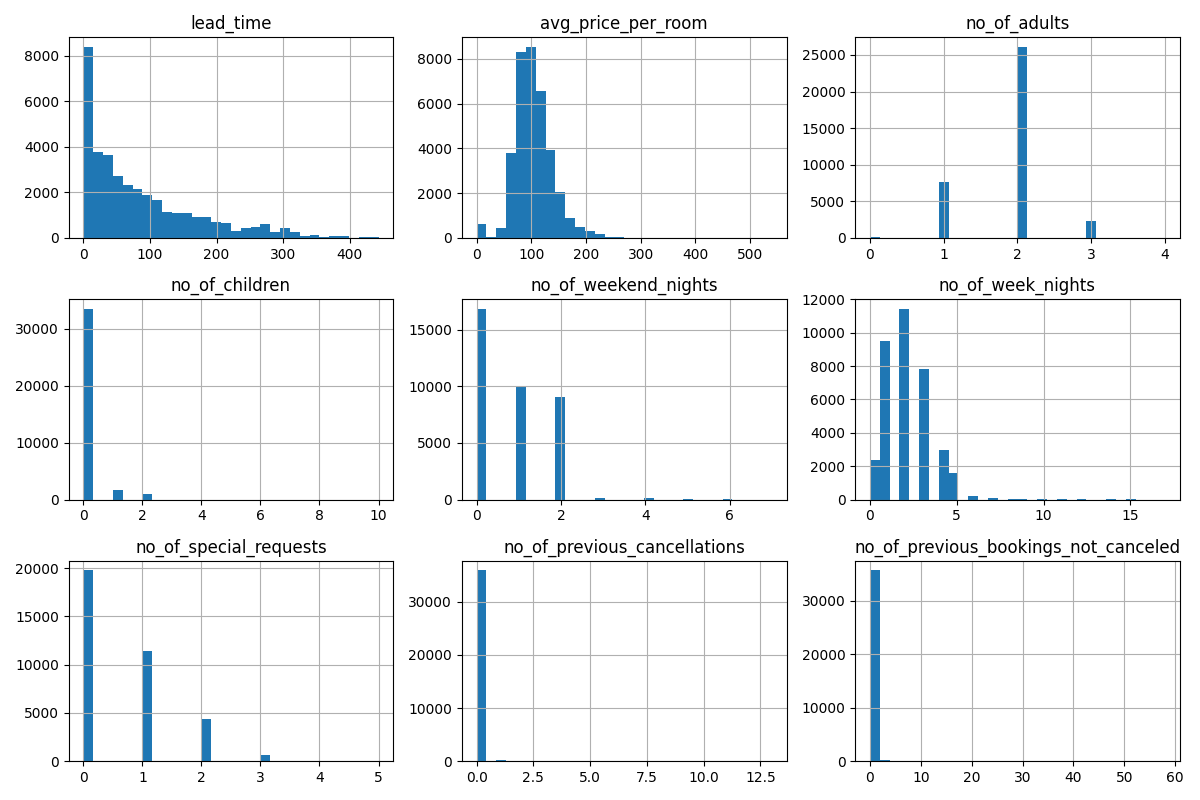 lead_time
8000
6000
4000
2000
0
0 100 200 300 400
avg_price_per_room
8000
6000
4000
2000
0
0 100 200 300 400 500
no_of_adults
25000
20000
15000
10000
5000
0
0 1 2 3 4
no_of_children
30000
20000
10000
0
0 2 4 6 8 10
no_of_weekend_nights
15000
10000
5000
0
0 2 4 6
no_of_week_nights
12000
10000
8000
6000
4000
2000
0
0 5 10 15
no_of_special_requests
20000
15000
10000
5000
0
0 1 2 3 4 5
no_of_previous_cancellations
30000
20000
10000
0
0.0 2.5 5.0 7.5 10.0 12.5
no_of_previous_bookings_not_canceled
30000
20000
10000
0
0 10 20 30 40 50 60